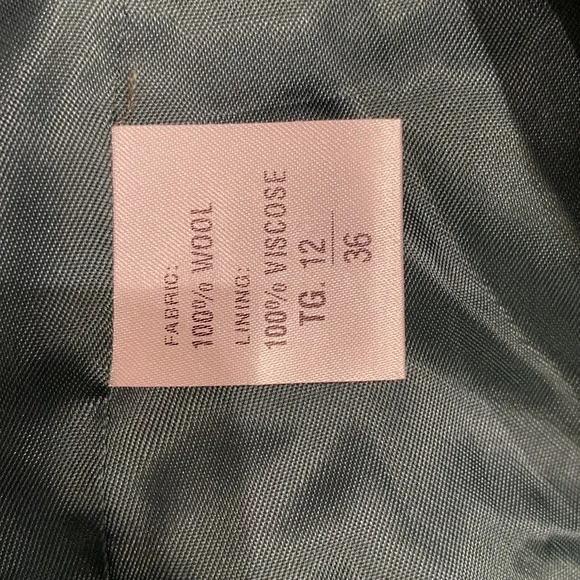 FABRIC:
100% WOOL
LINING:
100% VISCOSE
TG. 12
36